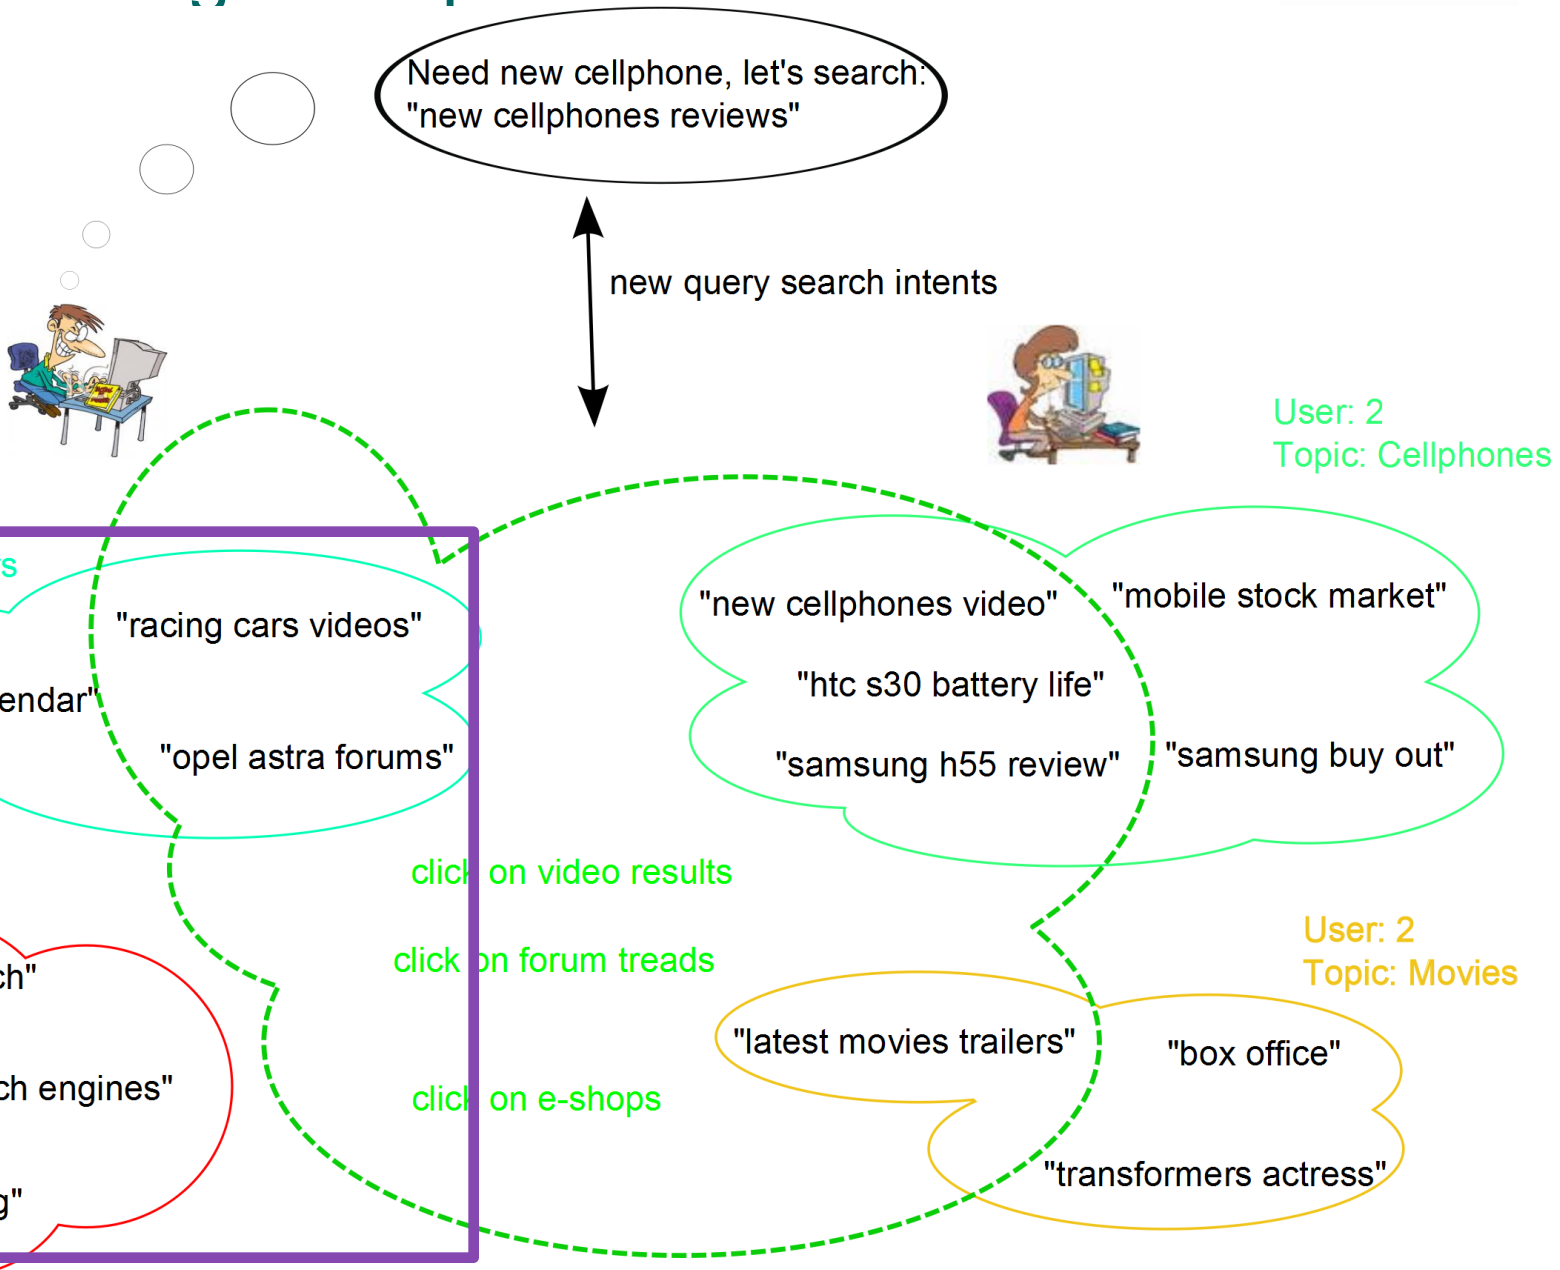 Need new cellphone, let's search:
"new cellphones reviews"
new query search intents
User: 2
Topic: Cellphones
"racing cars videos"
"opel astra forums"
"new cellphones video"
"mobile stock market"
"htc s30 battery life"
"samsung h55 review"
"samsung buy out"
click on video results
click on forum treads
click on e-shops
engines"
User: 2
Topic: Movies
"latest movies trailers"
"box office"
"transformers actress"